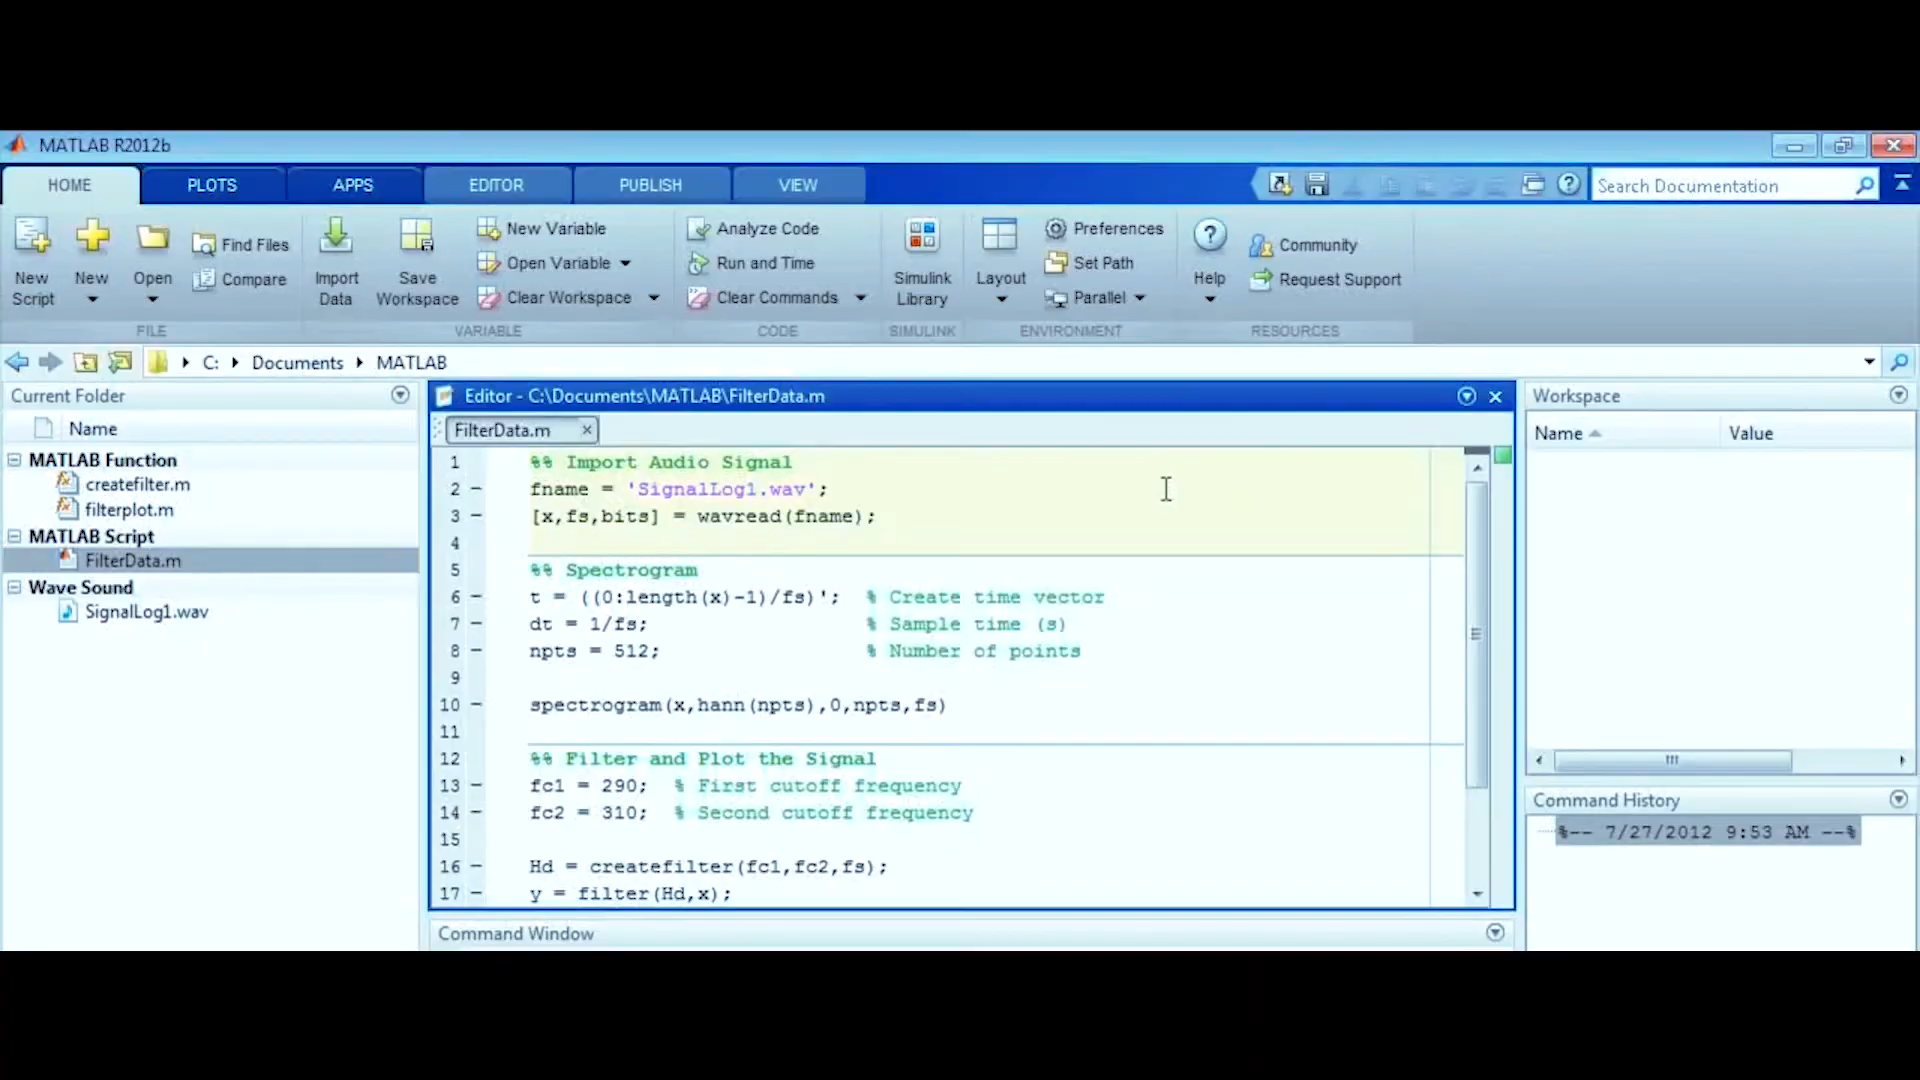 MATLAB R2012b
HOME PLOTS APPS EDITOR PUBLISH VIEW
Search Documentation
New Script
New
Open
Find Files
Compare
Import Data
Save Workspace
New Variable
Open Variable
Clear Workspace
Analyze Code
Run and Time
Clear Commands
Simulink Library
Layout
Preferences
Set Path
Parallel
Help
Community
Request Support
FILE VARIABLE CODE SIMULINK ENVIRONMENT RESOURCES
C: Documents MATLAB
Current Folder
Name
MATLAB Function
createfilter.m
filterplot.m
MATLAB Script
FilterData.m
Wave Sound
SignalLog1.wav
Editor - C:\Documents\MATLAB\FilterData.m
FilterData.m
1 %% Import Audio Signal
2 – fname = 'SignalLog1.wav';
3 – [x,fs,bits] = wavread(fname);
4
5 %% Spectrogram
6 – t = ((0:length(x)-1)/fs)'; % Create time vector
7 – dt = 1/fs; % Sample time (s)
8 – npts = 512; % Number of points
9
10 – spectrogram(x,hann(npts),0,npts,fs)
11
12 %% Filter and Plot the Signal
13 – fc1 = 290; % First cutoff frequency
14 – fc2 = 310; % Second cutoff frequency
15
16 – Hd = createfilter(fc1,fc2,fs);
17 – y = filter(Hd,x);
Command Window
Workspace
Name Value
Command History
%-- 7/27/2012 9:53 AM --%